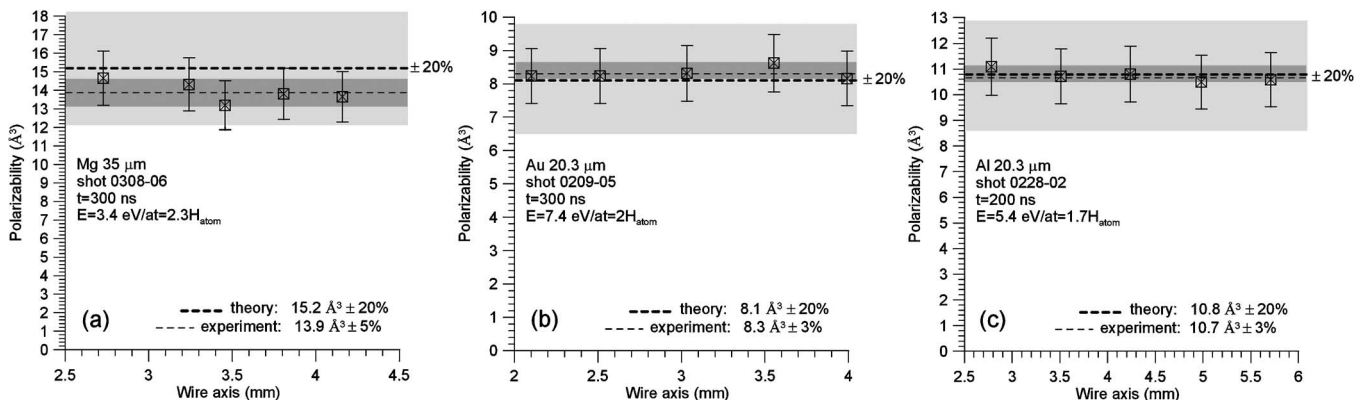 18
17
16
15
14
13
12
11
10
9
8
7
6
5
4
3
2
1
0
Polarizability (Å³)
± 20%
Mg 35 μm
shot 0308-06
t=300 ns
E=3.4 eV/at=2.3Hatom
(a)
theory: 15.2 Å³ ± 20%
experiment: 13.9 Å³ ± 5%
2.5 3 3.5 4 4.5
Wire axis (mm)
10
9
8
7
6
5
4
3
2
1
0
Polarizability (Å³)
± 20%
Au 20.3 μm
shot 0209-05
t=300 ns
E=7.4 eV/at=2Hatom
(b)
theory: 8.1 Å³ ± 20%
experiment: 8.3 Å³ ± 3%
2 2.5 3 3.5 4
Wire axis (mm)
13
12
11
10
9
8
7
6
5
4
3
2
1
0
Polarizability (Å³)
± 20%
Al 20.3 μm
shot 0228-02
t=200 ns
E=5.4 eV/at=1.7Hatom
(c)
theory: 10.8 Å³ ± 20%
experiment: 10.7 Å³ ± 3%
2.5 3 3.5 4 4.5 5 5.5 6
Wire axis (mm)